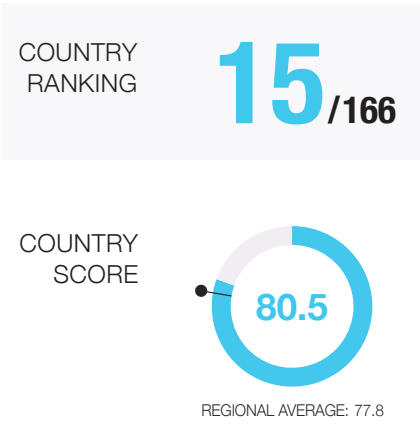 COUNTRY
RANKING
15/166
COUNTRY
SCORE
80.5
REGIONAL AVERAGE: 77.8